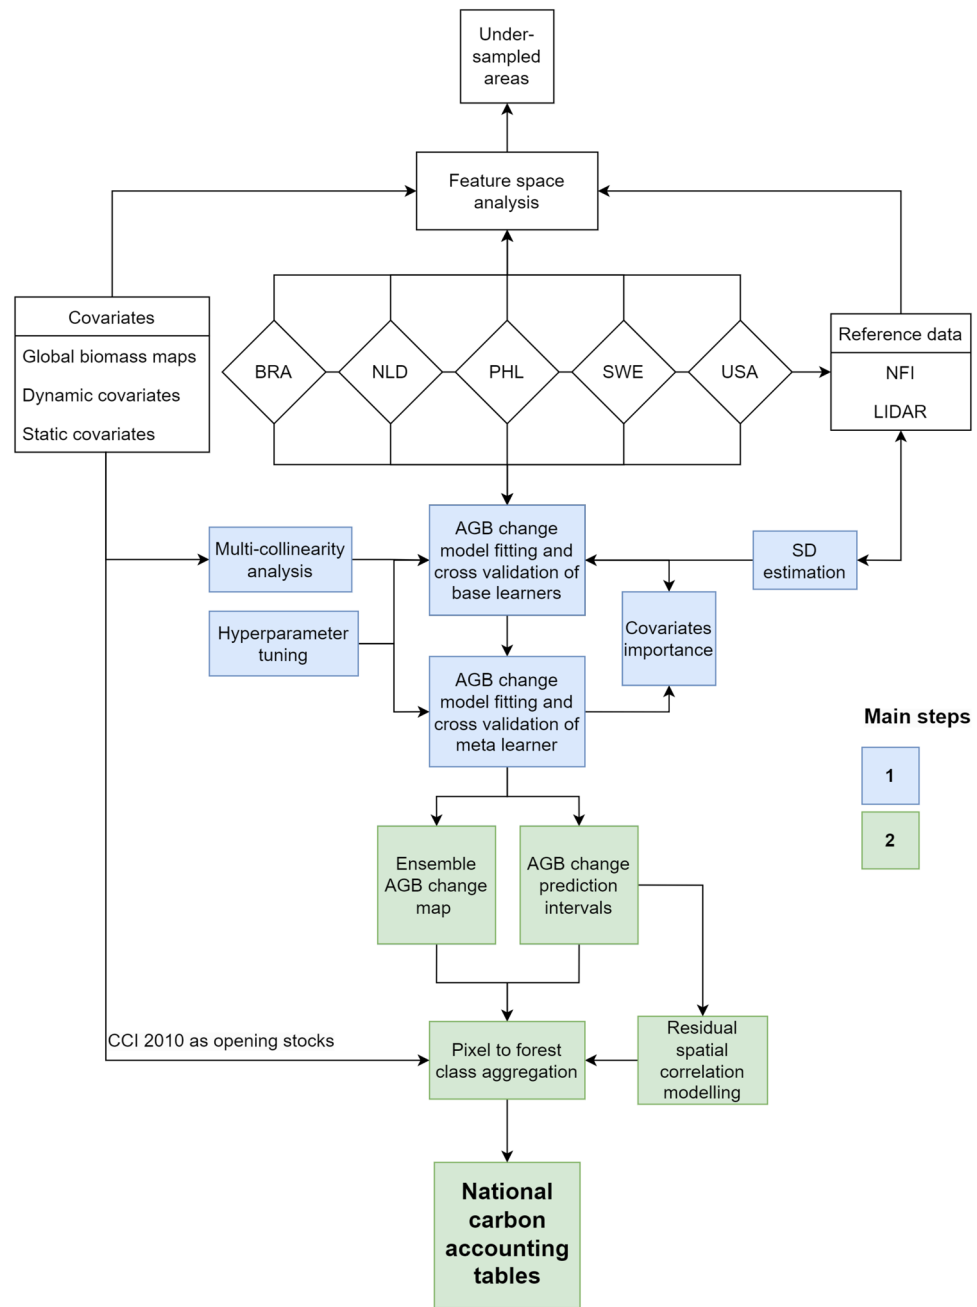 Under-
sampled
areas
Feature space
analysis
Covariates
Global biomass maps
Dynamic covariates
Static covariates
BRA
NLD
PHL
SWE
USA
Reference data
NFI
LIDAR
Multi-collinearity
analysis
AGB change
model fitting and
cross validation of
base learners
SD
estimation
Hyperparameter
tuning
Covariates
importance
AGB change
model fitting and
cross validation of
meta learner
Main steps
1
2
Ensemble
AGB change
map
AGB change
prediction
intervals
CCI 2010 as opening stocks
Pixel to forest
class aggregation
Residual
spatial
correlation
modelling
National
carbon
accounting
tables